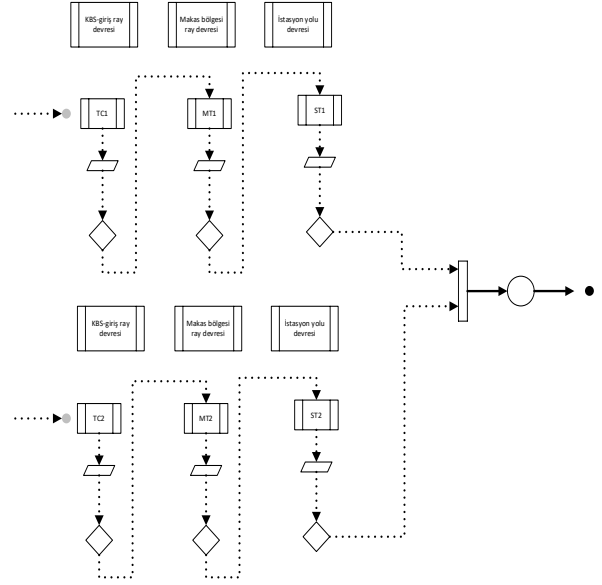 KBS-giriş ray
devresi
Makas bölgesi
ray devresi
İstasyon yolu
devresi
TC1
MT1
ST1
KBS-giriş ray
devresi
Makas bölgesi
ray devresi
İstasyon yolu
devresi
TC2
MT2
ST2